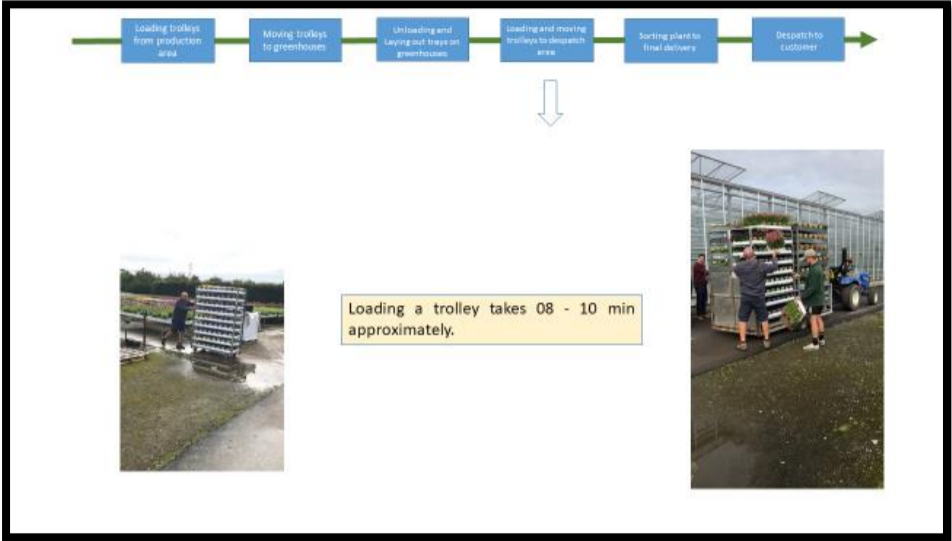 Loading trolleys
from production
area
Moving trolleys
to greenhouses
Unloading and
Laying out trays on
greenhouses
Loading and moving
trolleys to despatch
area
Sorting plant to
final delivery
Despatch to
customer
Loading a trolley takes 08 - 10 min
approximately.